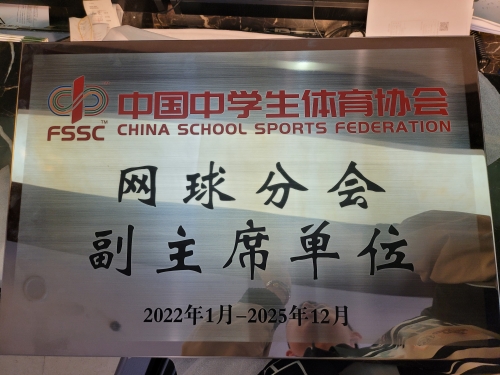 中国中学生体育协会
FSSC™ CHINA SCHOOL SPORTS FEDERATION
网球分会
副主席单位
2022年1月-2025年12月